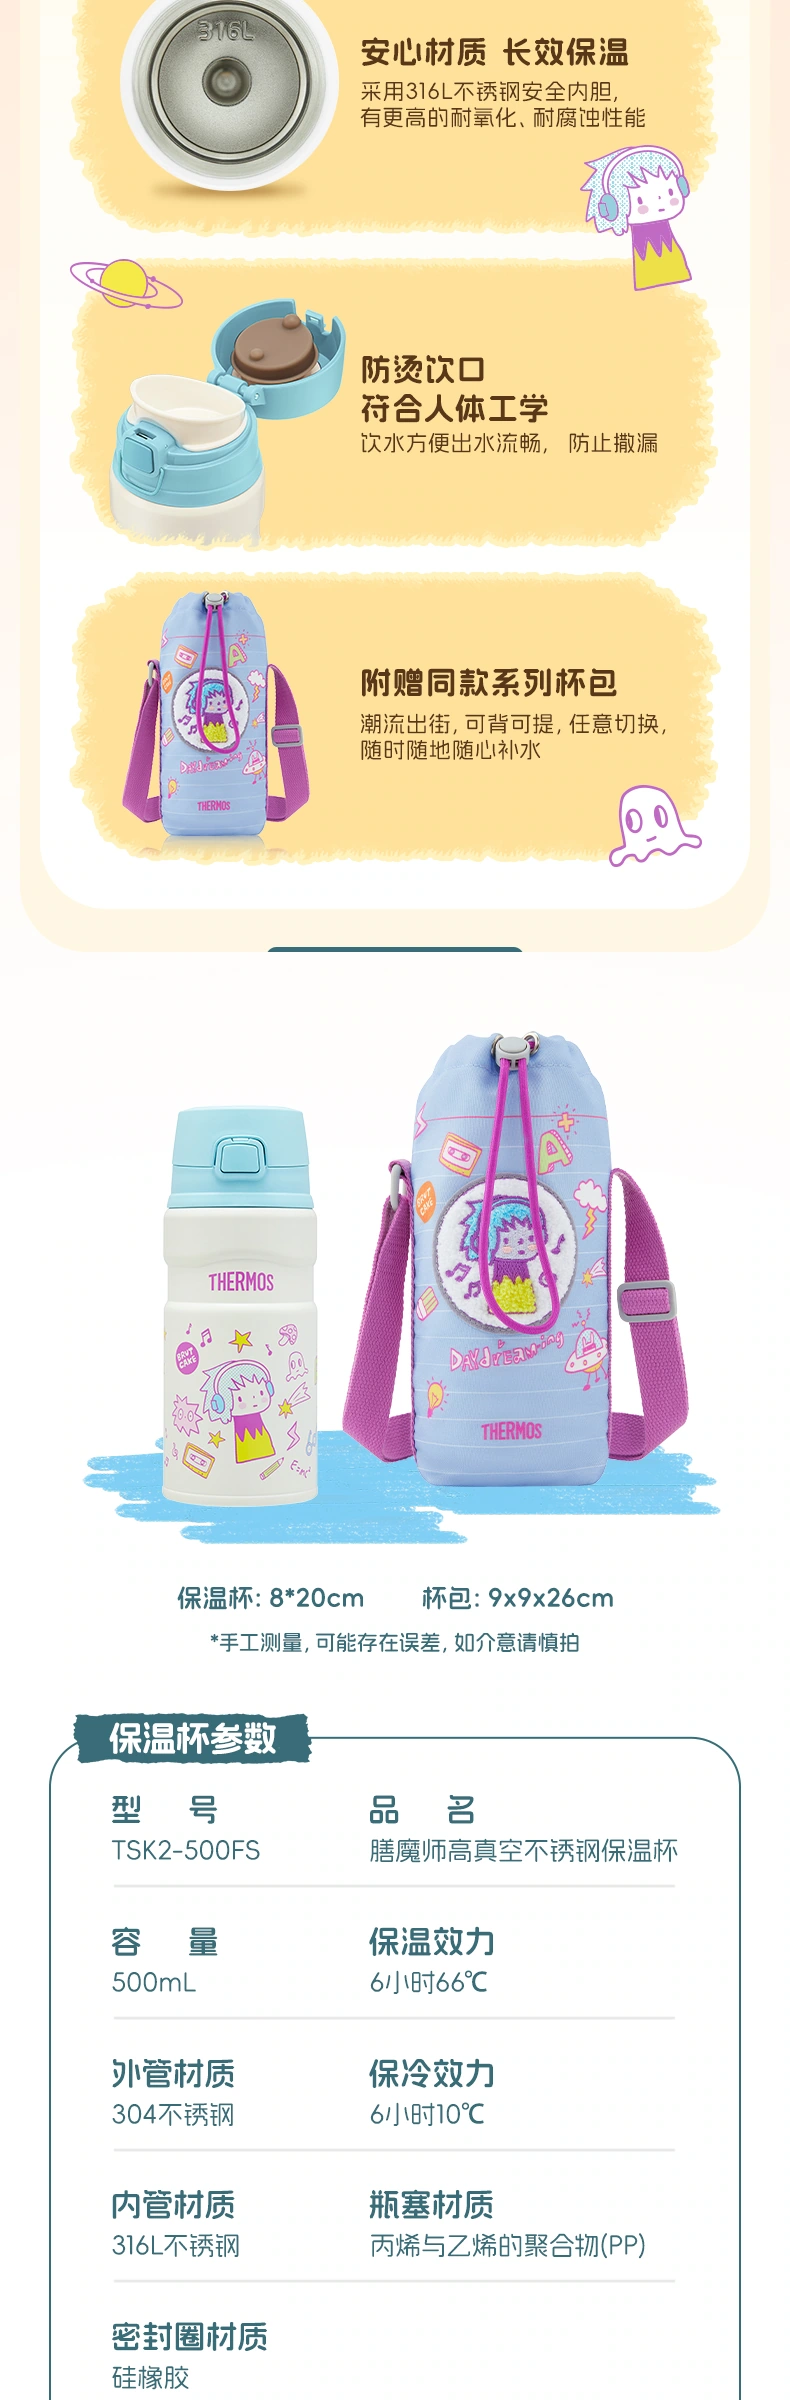 316L
安心材质 长效保温
采用316L不锈钢安全内胆,
有更高的耐氧化、耐腐蚀性能
防烫饮口
符合人体工学
饮水方便出水流畅, 防止撒漏
附赠同款系列杯包
潮流出街, 可背可提, 任意切换,
随时随地随心补水
A
Daydreaming
THERMOS
A
BRUT
CAKE
THERMOS
BRUT
CAKE
Daydreaming
THERMOS
E=mc²
保温杯: 8*20cm
杯包: 9x9x26cm
*手工测量, 可能存在误差, 如介意请慎拍
保温杯参数
型 号
品 名
TSK2-500FS
膳魔师高真空不锈钢保温杯
容 量
保温效力
500mL
6小时66℃
外管材质
保冷效力
304不锈钢
6小时10℃
内管材质
瓶塞材质
316L不锈钢
丙烯与乙烯的聚合物(PP)
密封圈材质
硅橡胶